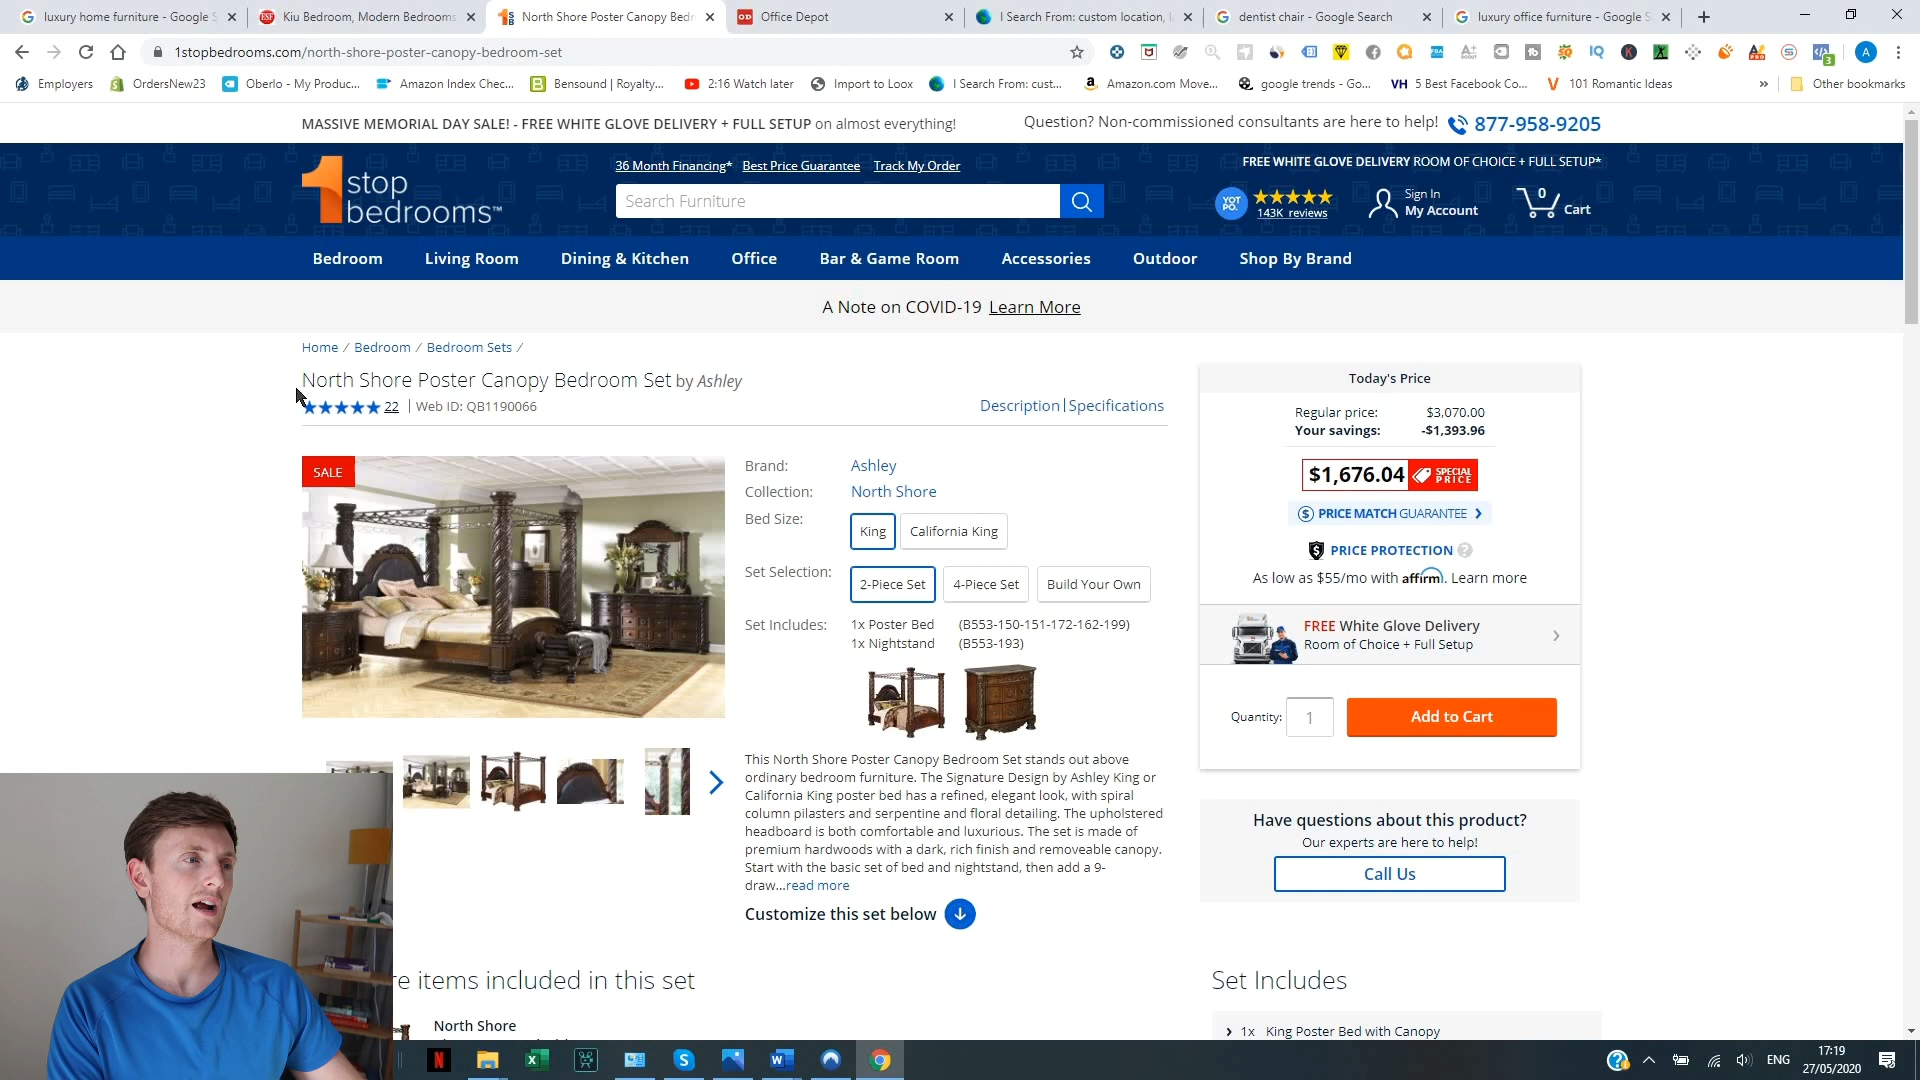 luxury home furniture - Google S
Kiu Bedroom, Modern Bedrooms
North Shore Poster Canopy Bedr
Office Depot
I Search From: custom location, l
dentist chair - Google Search
luxury office furniture - Google S
1stopbedrooms.com/north-shore-poster-canopy-bedroom-set
Employers
OrdersNew23
Oberlo - My Produc...
Amazon Index Chec...
Bensound | Royalty...
2:16 Watch later
Import to Loox
I Search From: cust...
Amazon.com Move...
google trends - Go...
VH 5 Best Facebook Co...
101 Romantic Ideas
Other bookmarks
MASSIVE MEMORIAL DAY SALE! - FREE WHITE GLOVE DELIVERY + FULL SETUP on almost everything!
Question? Non-commissioned consultants are here to help! 877-958-9205
1 stop bedrooms™
36 Month Financing* Best Price Guarantee Track My Order
FREE WHITE GLOVE DELIVERY ROOM OF CHOICE + FULL SETUP*
Search Furniture
YOTPO.
143K reviews
Sign In
My Account
0
Cart
Bedroom Living Room Dining & Kitchen Office Bar & Game Room Accessories Outdoor Shop By Brand
A Note on COVID-19 Learn More
Home / Bedroom / Bedroom Sets /
North Shore Poster Canopy Bedroom Set by Ashley
22 | Web ID: QB1190066
Description | Specifications
SALE
Brand: Ashley
Collection: North Shore
Bed Size: King California King
Set Selection: 2-Piece Set 4-Piece Set Build Your Own
Set Includes: 1x Poster Bed (B553-150-151-172-162-199)
1x Nightstand (B553-193)
This North Shore Poster Canopy Bedroom Set stands out above
ordinary bedroom furniture. The Signature Design by Ashley King or
California King poster bed has a refined, elegant look, with spiral
column pilasters and serpentine and floral detailing. The upholstered
headboard is both comfortable and luxurious. The set is made of
premium hardwoods with a dark, rich finish and removeable canopy.
Start with the basic set of bed and nightstand, then add a 9-
draw...read more
Customize this set below
Today's Price
Regular price: $3,070.00
Your savings: -$1,393.96
$1,676.04 SPECIAL PRICE
PRICE MATCH GUARANTEE
PRICE PROTECTION ?
As low as $55/mo with affirm. Learn more
FREE White Glove Delivery
Room of Choice + Full Setup
Quantity: 1 Add to Cart
Have questions about this product?
Our experts are here to help!
Call Us
re items included in this set
North Shore
Set Includes
1x King Poster Bed with Canopy
ENG
17:19
27/05/2020